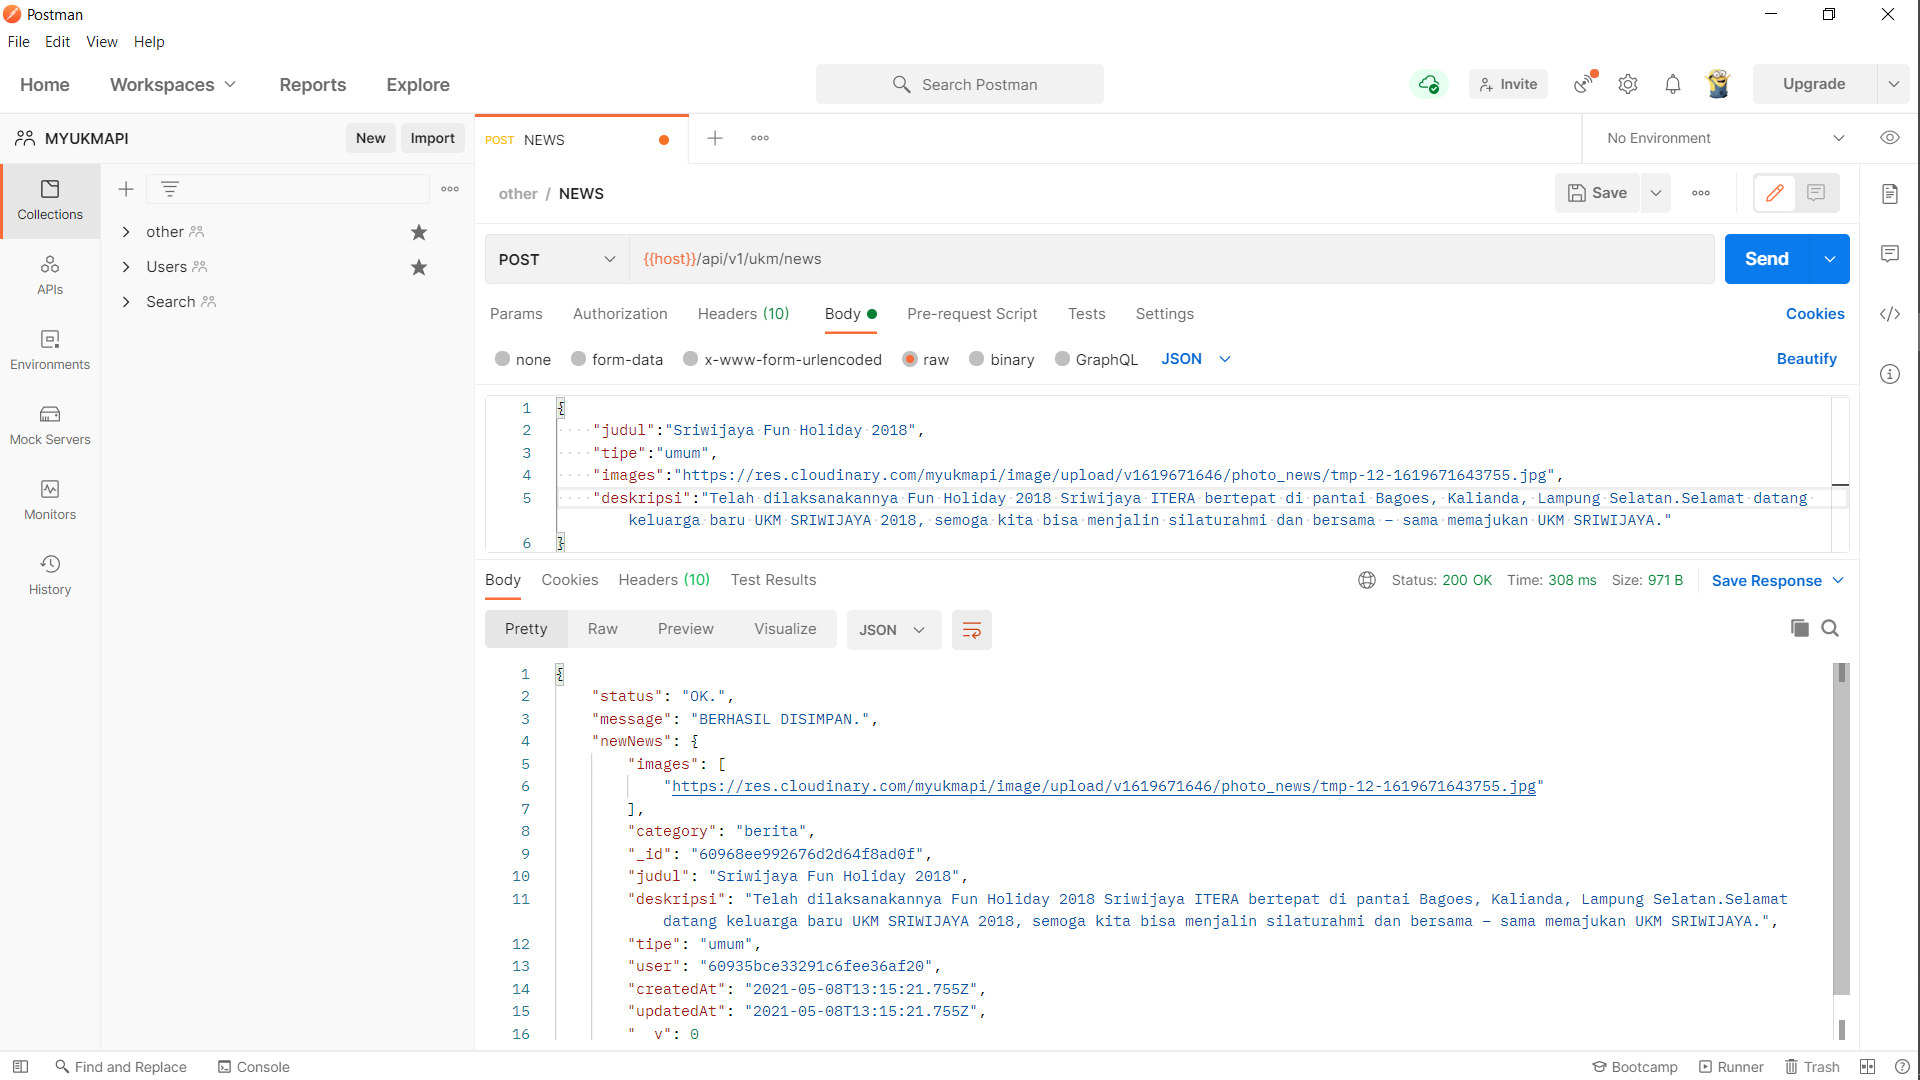 Postman
File Edit View Help
Home Workspaces Reports Explore Search Postman Invite Upgrade
MYUKMAPI New Import POST NEWS No Environment
Collections
APIs
Environments
Mock Servers
Monitors
History
other
Users
Search
other / NEWS Save
POST {{host}}/api/v1/ukm/news Send
Params Authorization Headers (10) Body Pre-request Script Tests Settings Cookies
none form-data x-www-form-urlencoded raw binary GraphQL JSON Beautify
1 {
2 "judul":"Sriwijaya Fun Holiday 2018",
3 "tipe":"umum",
4 "images":"https://res.cloudinary.com/myukmapi/image/upload/v1619671646/photo_news/tmp-12-1619671643755.jpg",
5 "deskripsi":"Telah dilaksanakannya Fun Holiday 2018 Sriwijaya ITERA bertepat di pantai Bagoes, Kalianda, Lampung Selatan.Selamat datang
keluarga baru UKM SRIWIJAYA 2018, semoga kita bisa menjalin silaturahmi dan bersama – sama memajukan UKM SRIWIJAYA."
6 }
Body Cookies Headers (10) Test Results Status: 200 OK Time: 308 ms Size: 971 B Save Response
Pretty Raw Preview Visualize JSON
1 {
2 "status": "OK.",
3 "message": "BERHASIL DISIMPAN.",
4 "newNews": {
5 "images": [
6 "https://res.cloudinary.com/myukmapi/image/upload/v1619671646/photo_news/tmp-12-1619671643755.jpg"
7 ],
8 "category": "berita",
9 "_id": "60968ee992676d2d64f8ad0f",
10 "judul": "Sriwijaya Fun Holiday 2018",
11 "deskripsi": "Telah dilaksanakannya Fun Holiday 2018 Sriwijaya ITERA bertepat di pantai Bagoes, Kalianda, Lampung Selatan.Selamat
datang keluarga baru UKM SRIWIJAYA 2018, semoga kita bisa menjalin silaturahmi dan bersama – sama memajukan UKM SRIWIJAYA.",
12 "tipe": "umum",
13 "user": "60935bce33291c6fee36af20",
14 "createdAt": "2021-05-08T13:15:21.755Z",
15 "updatedAt": "2021-05-08T13:15:21.755Z",
16 "__v": 0
Find and Replace Console Bootcamp Runner Trash